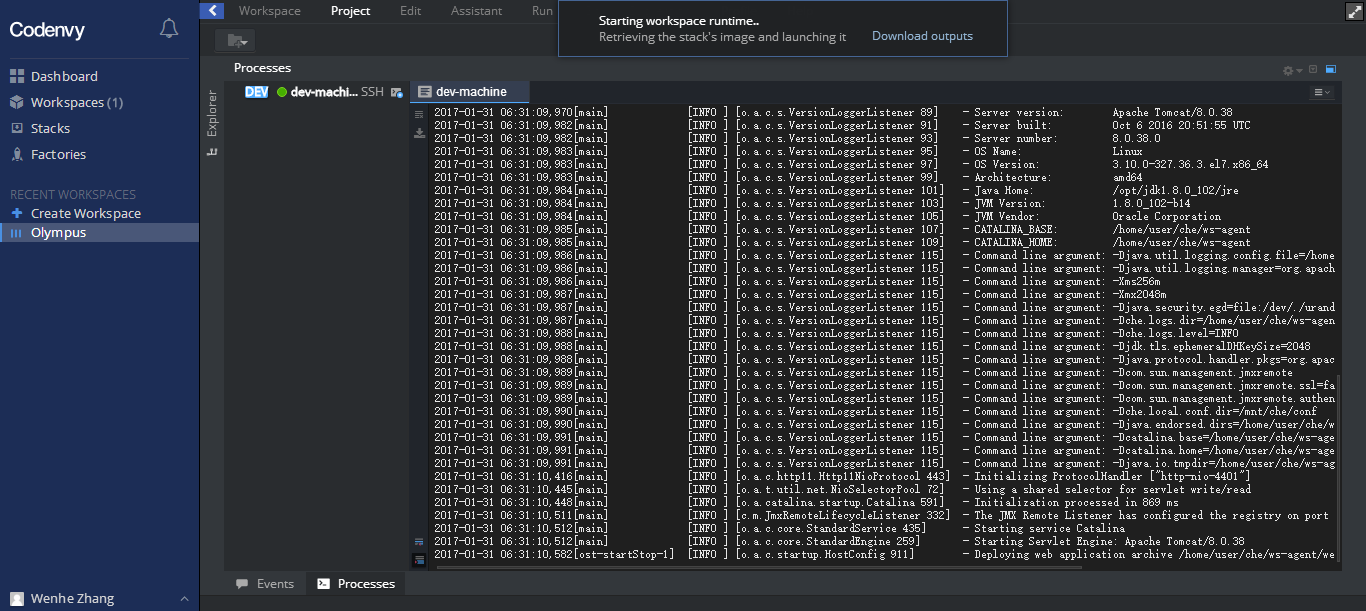 Codenvy
Dashboard
Workspaces (1)
Stacks
Factories
RECENT WORKSPACES
Create Workspace
Olympus
Wenhe Zhang
Workspace Project Edit Assistant Run
Starting workspace runtime..
Retrieving the stack's image and launching it Download outputs
Processes
Explorer
DEV dev-machi... SSH
dev-machine
2017-01-31 06:31:09,970[main] [INFO ] [o.a.c.s.VersionLoggerListener 89] - Server version: Apache Tomcat/8.0.38
2017-01-31 06:31:09,982[main] [INFO ] [o.a.c.s.VersionLoggerListener 91] - Server built: Oct 6 2016 20:51:55 UTC
2017-01-31 06:31:09,982[main] [INFO ] [o.a.c.s.VersionLoggerListener 93] - Server number: 8.0.38.0
2017-01-31 06:31:09,983[main] [INFO ] [o.a.c.s.VersionLoggerListener 95] - OS Name: Linux
2017-01-31 06:31:09,983[main] [INFO ] [o.a.c.s.VersionLoggerListener 97] - OS Version: 3.10.0-327.36.3.el7.x86_64
2017-01-31 06:31:09,983[main] [INFO ] [o.a.c.s.VersionLoggerListener 99] - Architecture: amd64
2017-01-31 06:31:09,984[main] [INFO ] [o.a.c.s.VersionLoggerListener 101] - Java Home: /opt/jdk1.8.0_102/jre
2017-01-31 06:31:09,984[main] [INFO ] [o.a.c.s.VersionLoggerListener 103] - JVM Version: 1.8.0_102-b14
2017-01-31 06:31:09,984[main] [INFO ] [o.a.c.s.VersionLoggerListener 105] - JVM Vendor: Oracle Corporation
2017-01-31 06:31:09,985[main] [INFO ] [o.a.c.s.VersionLoggerListener 107] - CATALINA_BASE: /home/user/che/ws-agent
2017-01-31 06:31:09,985[main] [INFO ] [o.a.c.s.VersionLoggerListener 109] - CATALINA_HOME: /home/user/che/ws-agent
2017-01-31 06:31:09,986[main] [INFO ] [o.a.c.s.VersionLoggerListener 115] - Command line argument: -Djava.util.logging.config.file=/home
2017-01-31 06:31:09,986[main] [INFO ] [o.a.c.s.VersionLoggerListener 115] - Command line argument: -Djava.util.logging.manager=org.apach
2017-01-31 06:31:09,986[main] [INFO ] [o.a.c.s.VersionLoggerListener 115] - Command line argument: -Xms256m
2017-01-31 06:31:09,987[main] [INFO ] [o.a.c.s.VersionLoggerListener 115] - Command line argument: -Xmx2048m
2017-01-31 06:31:09,987[main] [INFO ] [o.a.c.s.VersionLoggerListener 115] - Command line argument: -Djava.security.egd=file:/dev/./urand
2017-01-31 06:31:09,987[main] [INFO ] [o.a.c.s.VersionLoggerListener 115] - Command line argument: -Dche.logs.dir=/home/user/che/ws-agen
2017-01-31 06:31:09,988[main] [INFO ] [o.a.c.s.VersionLoggerListener 115] - Command line argument: -Dche.logs.level=INFO
2017-01-31 06:31:09,988[main] [INFO ] [o.a.c.s.VersionLoggerListener 115] - Command line argument: -Djdk.tls.ephemeralDHKeySize=2048
2017-01-31 06:31:09,988[main] [INFO ] [o.a.c.s.VersionLoggerListener 115] - Command line argument: -Djava.protocol.handler.pkgs=org.apac
2017-01-31 06:31:09,989[main] [INFO ] [o.a.c.s.VersionLoggerListener 115] - Command line argument: -Dcom.sun.management.jmxremote
2017-01-31 06:31:09,989[main] [INFO ] [o.a.c.s.VersionLoggerListener 115] - Command line argument: -Dcom.sun.management.jmxremote.ssl=fa
2017-01-31 06:31:09,989[main] [INFO ] [o.a.c.s.VersionLoggerListener 115] - Command line argument: -Dcom.sun.management.jmxremote.authen
2017-01-31 06:31:09,990[main] [INFO ] [o.a.c.s.VersionLoggerListener 115] - Command line argument: -Dche.local.conf.dir=/mnt/che/conf
2017-01-31 06:31:09,990[main] [INFO ] [o.a.c.s.VersionLoggerListener 115] - Command line argument: -Djava.endorsed.dirs=/home/user/che/w
2017-01-31 06:31:09,991[main] [INFO ] [o.a.c.s.VersionLoggerListener 115] - Command line argument: -Dcatalina.base=/home/user/che/ws-age
2017-01-31 06:31:09,991[main] [INFO ] [o.a.c.s.VersionLoggerListener 115] - Command line argument: -Dcatalina.home=/home/user/che/ws-age
2017-01-31 06:31:09,991[main] [INFO ] [o.a.c.s.VersionLoggerListener 115] - Command line argument: -Djava.io.tmpdir=/home/user/che/ws-ag
2017-01-31 06:31:10,416[main] [INFO ] [o.a.c.http11.Http11NioProtocol 443] - Initializing ProtocolHandler ["http-nio-4401"]
2017-01-31 06:31:10,445[main] [INFO ] [o.a.t.util.net.NioSelectorPool 72] - Using a shared selector for servlet write/read
2017-01-31 06:31:10,448[main] [INFO ] [o.a.catalina.startup.Catalina 591] - Initialization processed in 869 ms
2017-01-31 06:31:10,511[main] [INFO ] [c.m.JmxRemoteLifecycleListener 332] - The JMX Remote Listener has configured the registry on port
2017-01-31 06:31:10,512[main] [INFO ] [o.a.c.core.StandardService 435] - Starting service Catalina
2017-01-31 06:31:10,512[main] [INFO ] [o.a.c.core.StandardEngine 259] - Starting Servlet Engine: Apache Tomcat/8.0.38
2017-01-31 06:31:10,582[ost-startStop-1] [INFO ] [o.a.c.startup.HostConfig 911] - Deploying web application archive /home/user/che/ws-agent/we
Events Processes